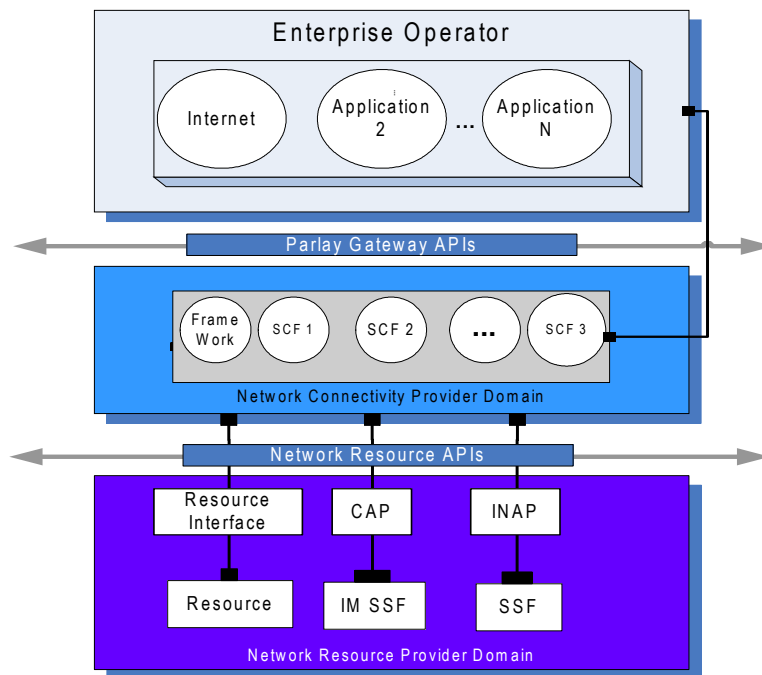 Enterprise Operator
Internet
Application
2
...
Application
N
Parlay Gateway APIs
Frame
Work
SCF 1
SCF 2
...
SCF 3
Network Connectivity Provider Domain
Network Resource APIs
Resource
Interface
CAP
INAP
Resource
IM SSF
SSF
Network Resource Provider Domain